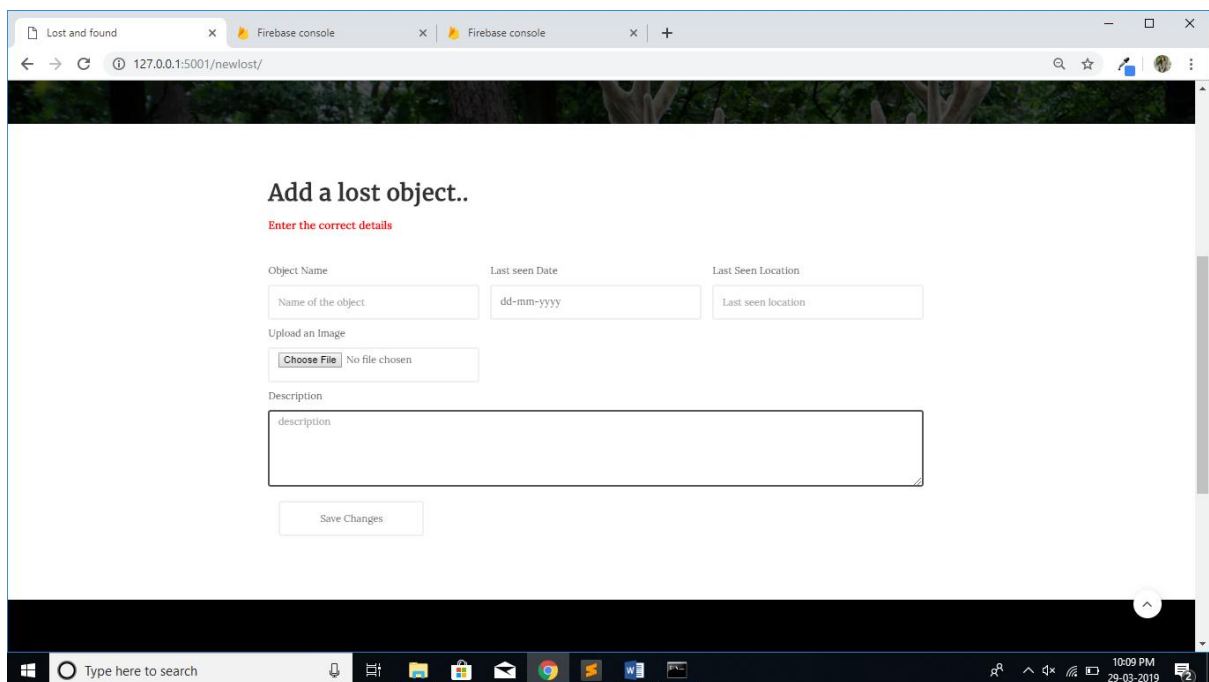 Lost and found
Firebase console
Firebase console
127.0.0.1:5001/newlost/
Add a lost object..
Enter the correct details
Object Name
Last seen Date
Last Seen Location
Name of the object
dd-mm-yyyy
Last seen location
Upload an Image
Choose File No file chosen
Description
description
Save Changes
Type here to search
10:09 PM
29-03-2019
2